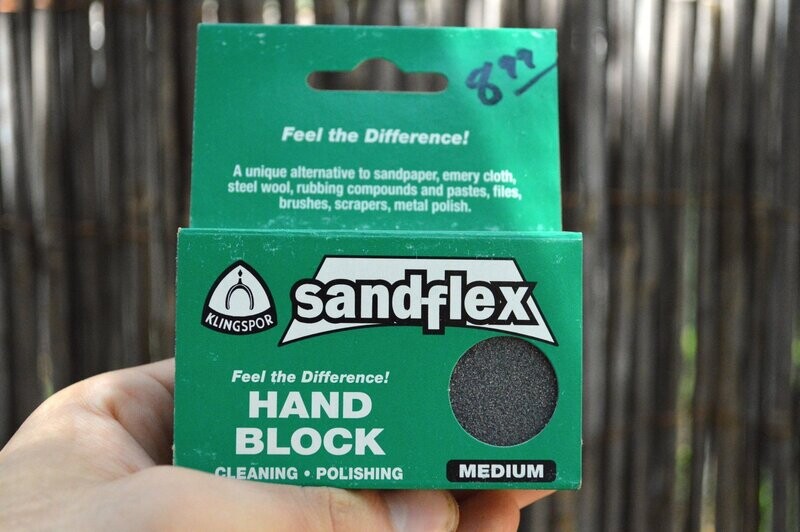 8 99
Feel the Difference!
A unique alternative to sandpaper, emery cloth,
steel wool, rubbing compounds and pastes, files,
brushes, scrapers, metal polish.
KLINGSPOR
sandflex
Feel the Difference!
HAND
BLOCK
CLEANING • POLISHING
MEDIUM